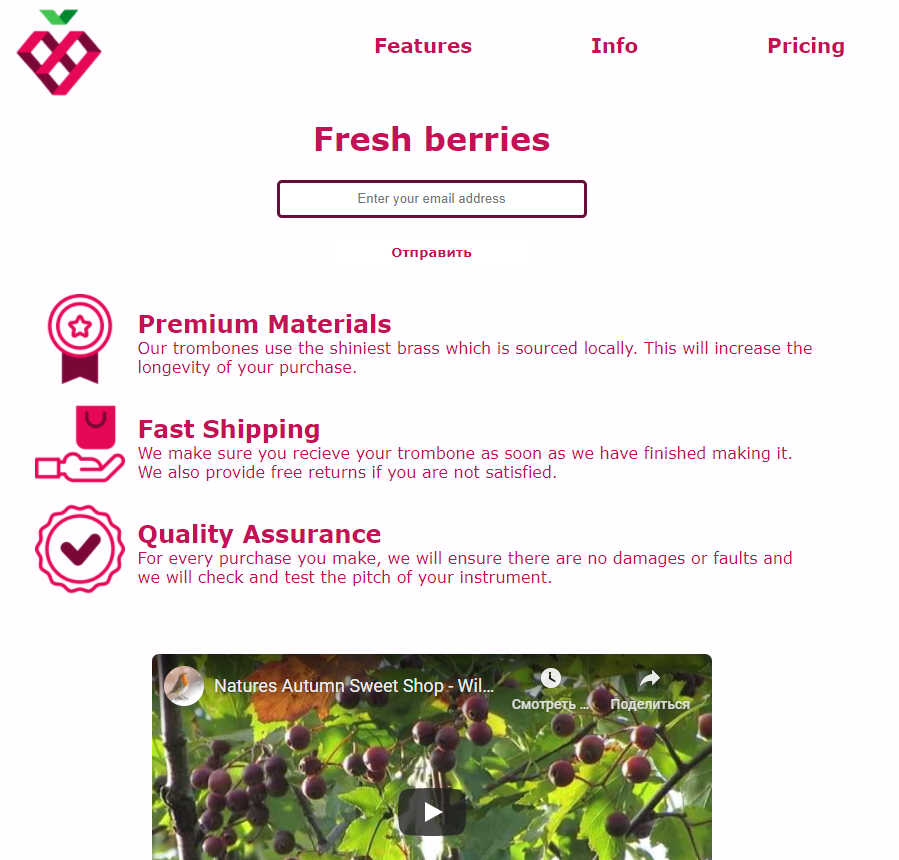 Features Info Pricing
Fresh berries
Enter your email address
Отправить
Premium Materials
Our trombones use the shiniest brass which is sourced locally. This will increase the
longevity of your purchase.
Fast Shipping
We make sure you recieve your trombone as soon as we have finished making it.
We also provide free returns if you are not satisfied.
Quality Assurance
For every purchase you make, we will ensure there are no damages or faults and
we will check and test the pitch of your instrument.
Natures Autumn Sweet Shop - Wil...
Смотреть ... Поделиться